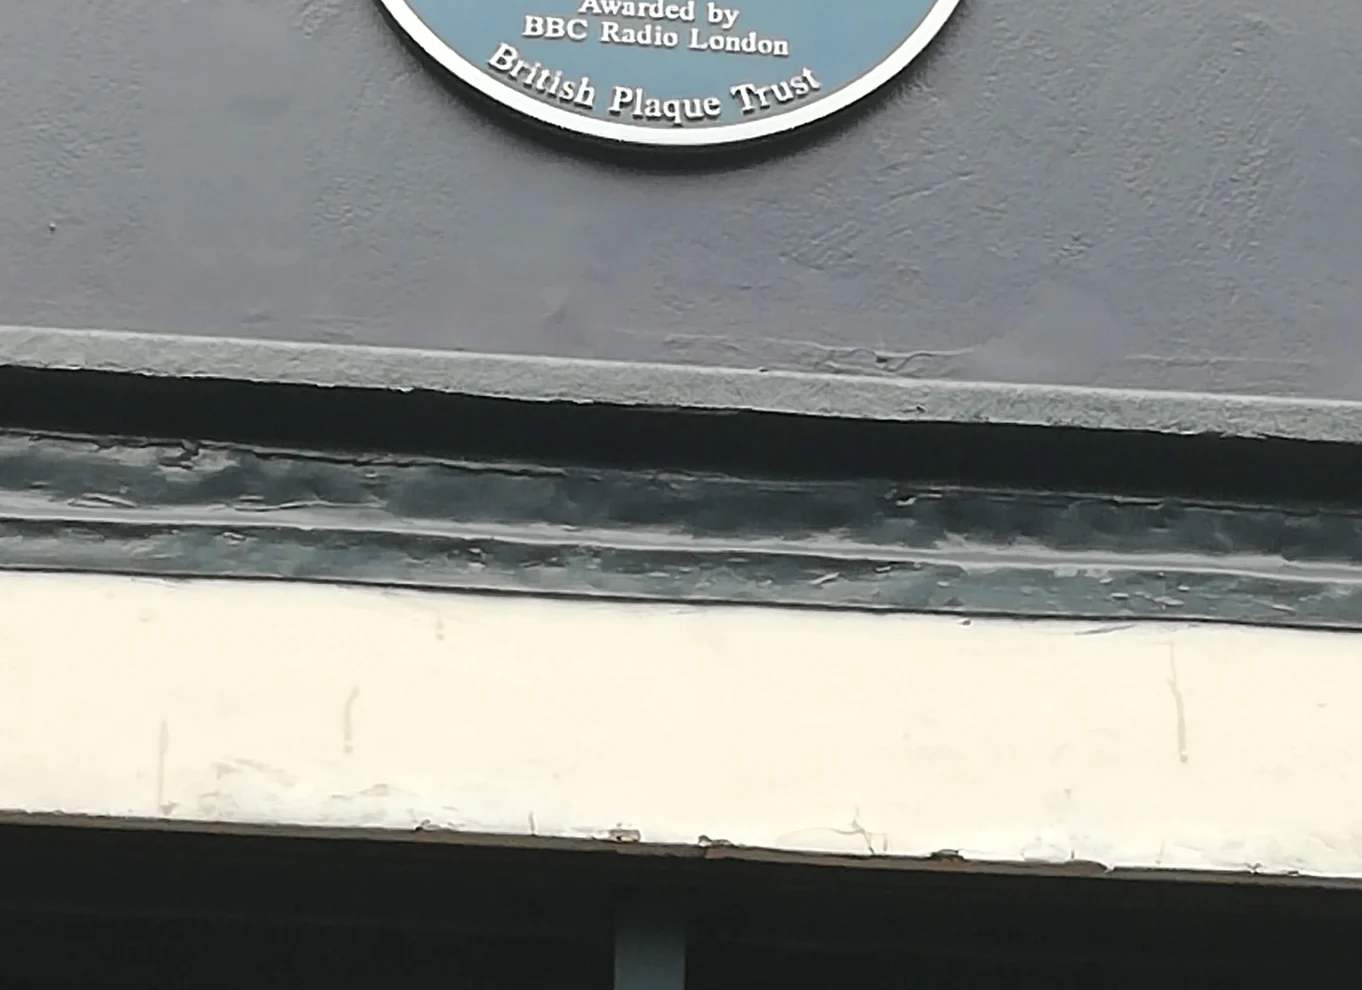 Awarded by
BBC Radio London
British Plaque Trust